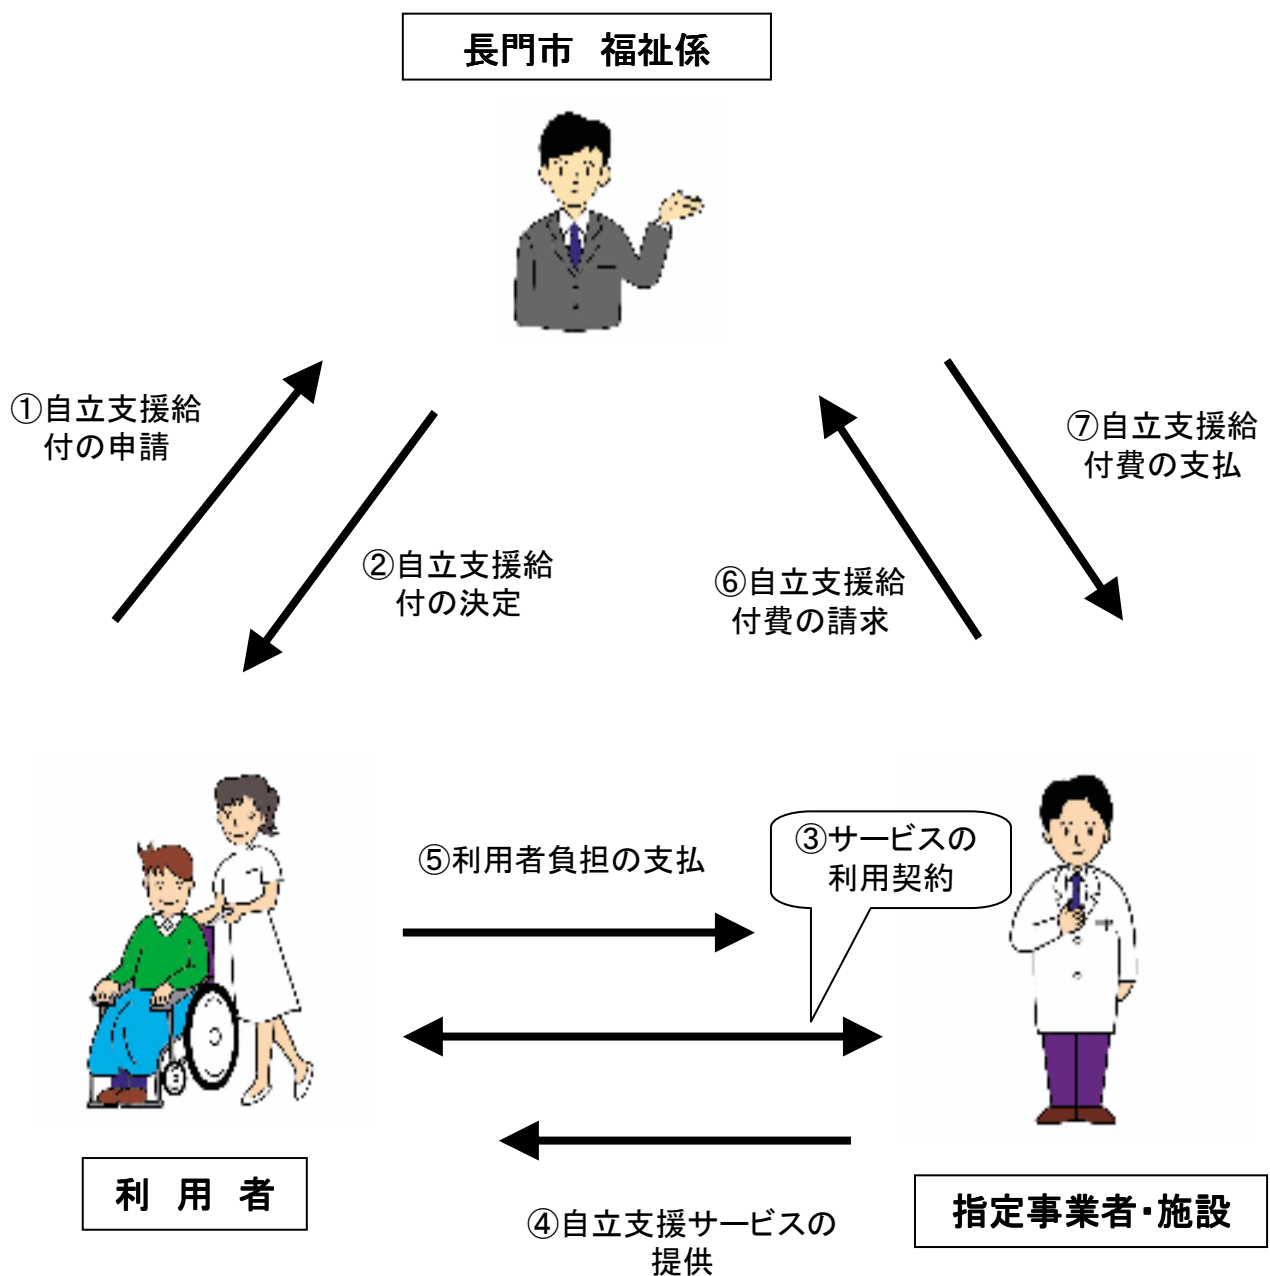 長門市　福祉係
①自立支援給
付の申請
②自立支援給
付の決定
⑥自立支援給
付費の請求
⑦自立支援給
付費の支払
⑤利用者負担の支払
③サービスの
利用契約
利　用　者
④自立支援サービスの
提供
指定事業者・施設